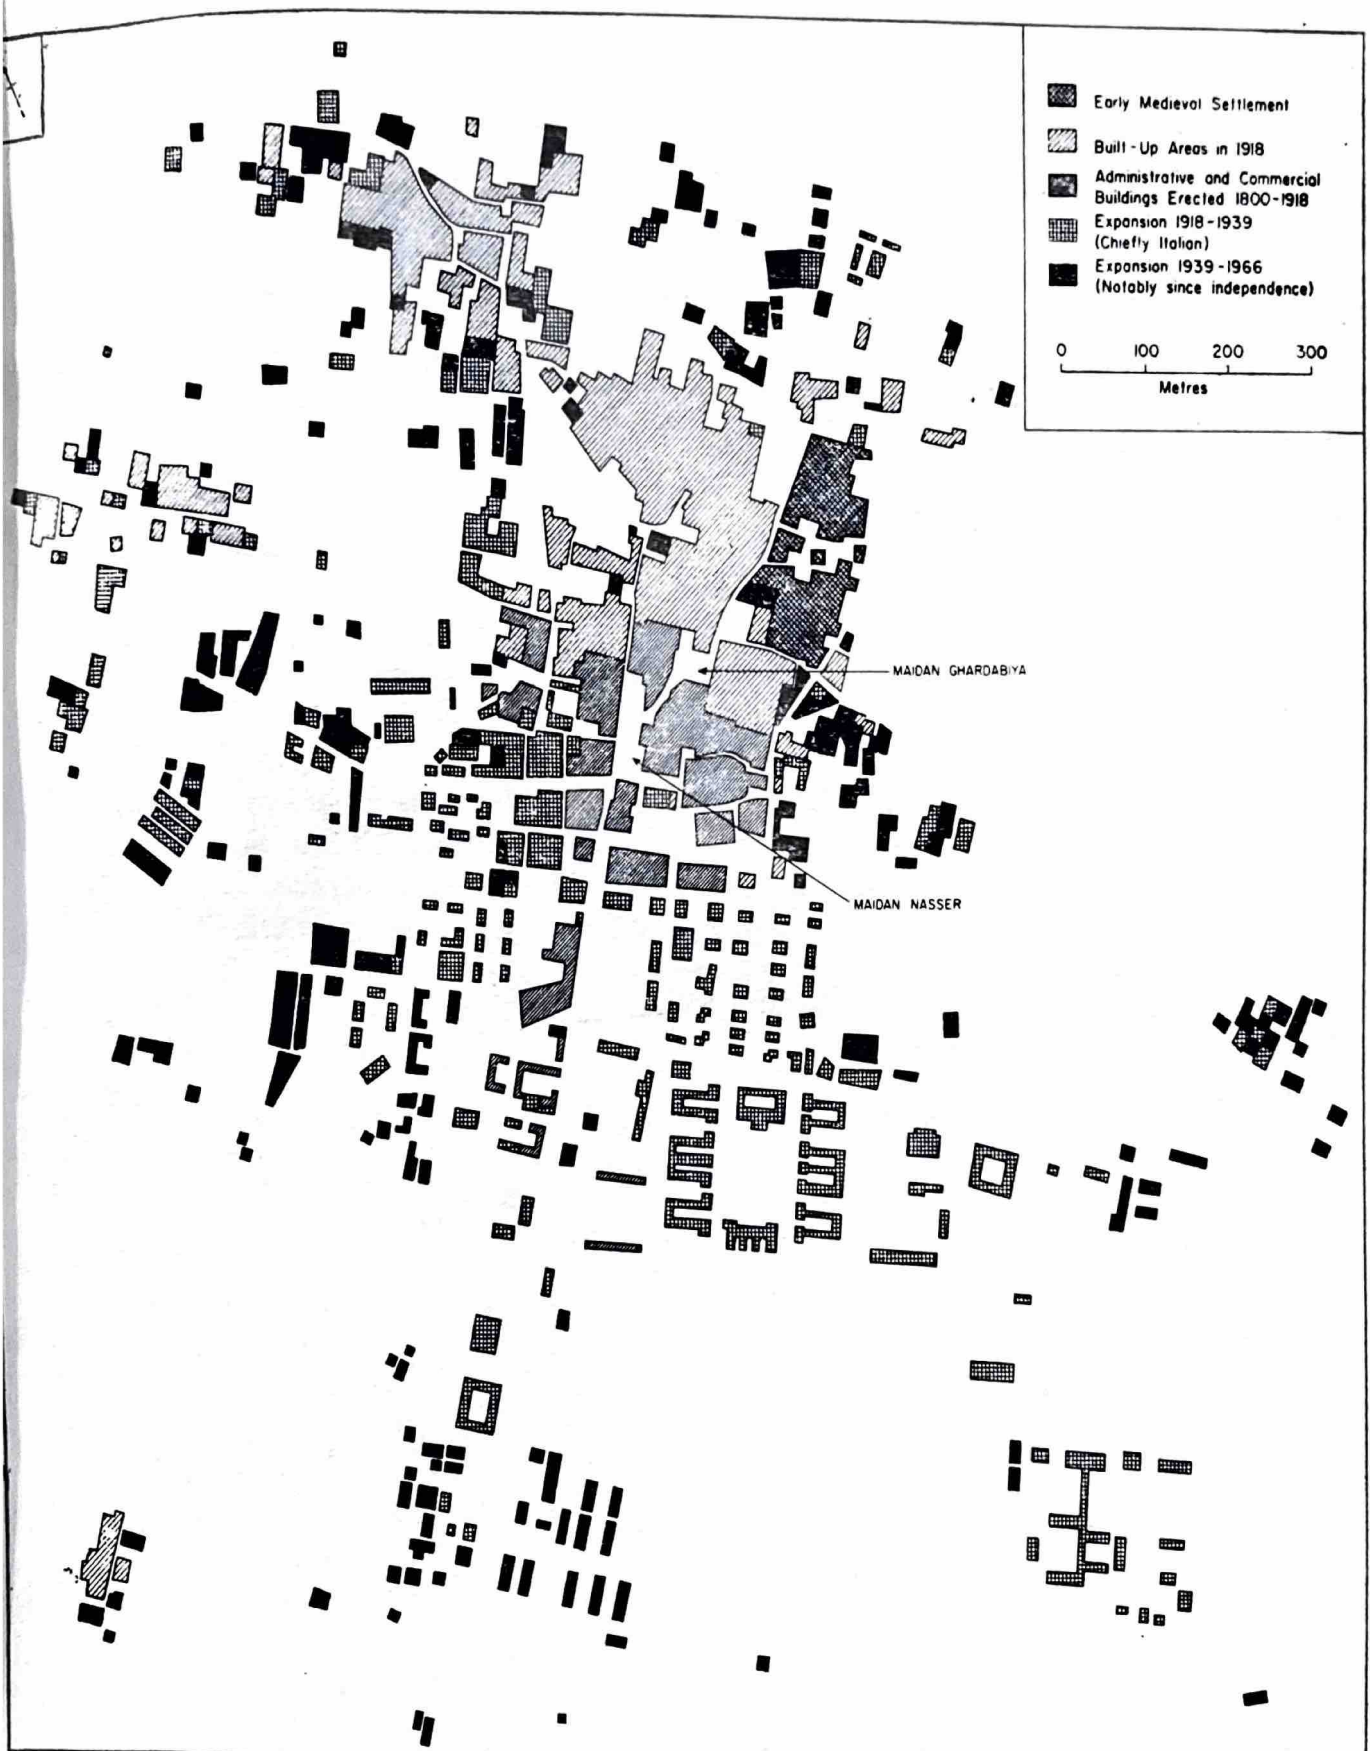 Early Medieval Settlement
Built-Up Areas in 1918
Administrative and Commercial
Buildings Erected 1800-1918
Expansion 1918-1939
(Chiefly Italian)
Expansion 1939-1966
(Notably since independence)
0 100 200 300
Metres
MAIDAN GHARDABIYA
MAIDAN NASSER